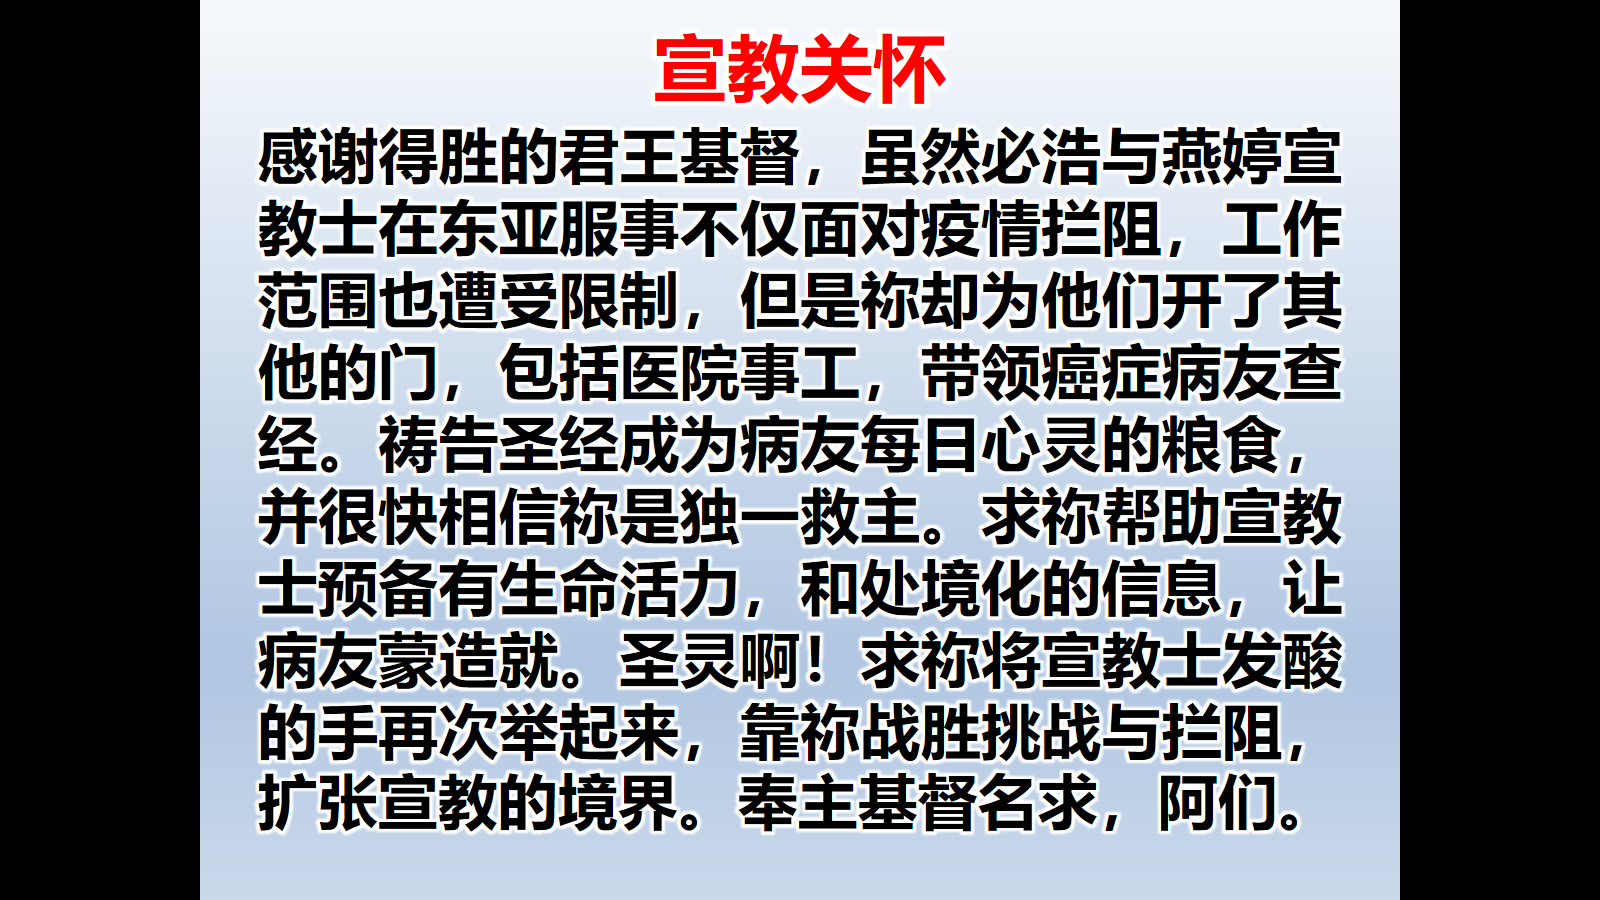 宣教关怀
感谢得胜的君王基督，虽然必浩与燕婷宣
教士在东亚服事不仅面对疫情拦阻，工作
范围也遭受限制，但是祢却为他们开了其
他的门，包括医院事工，带领癌症病友查
经。祷告圣经成为病友每日心灵的粮食，
并很快相信祢是独一救主。求祢帮助宣教
士预备有生命活力，和处境化的信息，让
病友蒙造就。圣灵啊！求祢将宣教士发酸
的手再次举起来，靠祢战胜挑战与拦阻，
扩张宣教的境界。奉主基督名求，阿们。